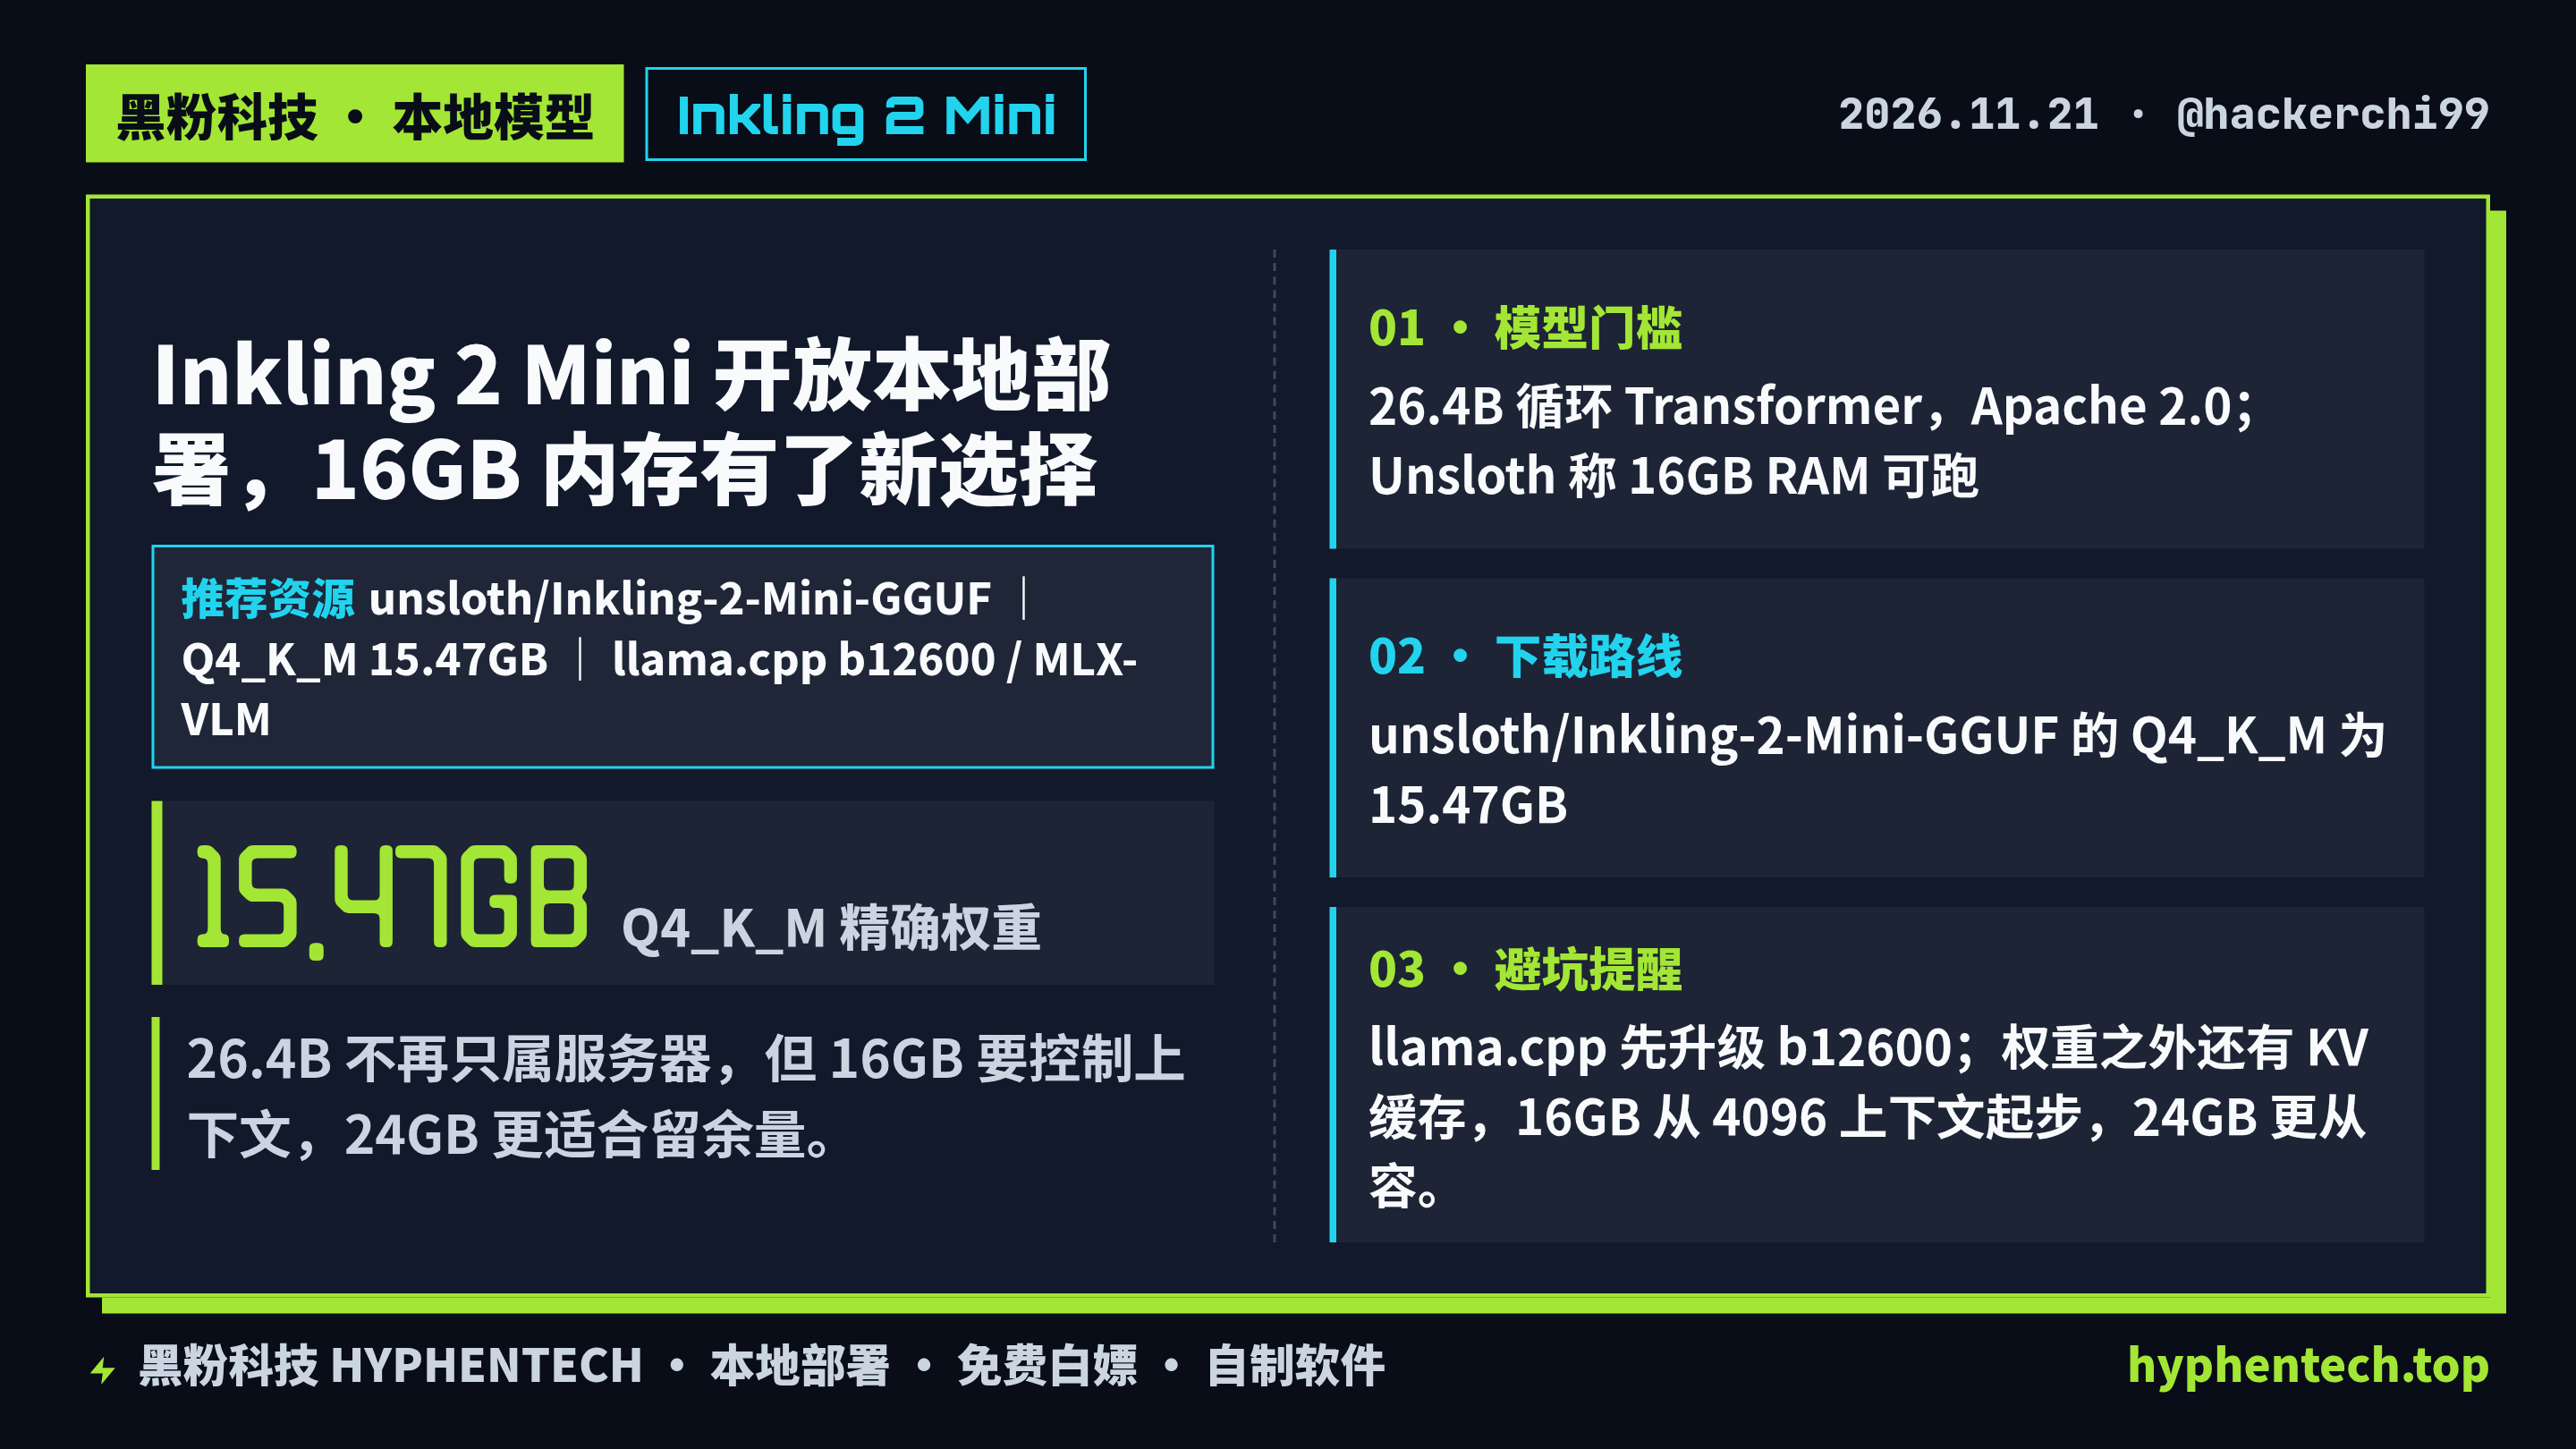 黑粉科技 · 本地模型
Inkling 2 Mini
2026.11.21 · @hackerchi99
Inkling 2 Mini 开放本地部
署，16GB 内存有了新选择
推荐资源 unsloth/Inkling-2-Mini-GGUF ｜
Q4_K_M 15.47GB ｜ llama.cpp b12600 / MLX-
VLM
15.47GB Q4_K_M 精确权重
26.4B 不再只属服务器，但 16GB 要控制上
下文，24GB 更适合留余量。
01 · 模型门槛
26.4B 循环 Transformer，Apache 2.0；
Unsloth 称 16GB RAM 可跑
02 · 下载路线
unsloth/Inkling-2-Mini-GGUF 的 Q4_K_M 为
15.47GB
03 · 避坑提醒
llama.cpp 先升级 b12600；权重之外还有 KV
缓存，16GB 从 4096 上下文起步，24GB 更从
容。
黑粉科技 HYPHENTECH · 本地部署 · 免费白嫖 · 自制软件
hyphentech.top